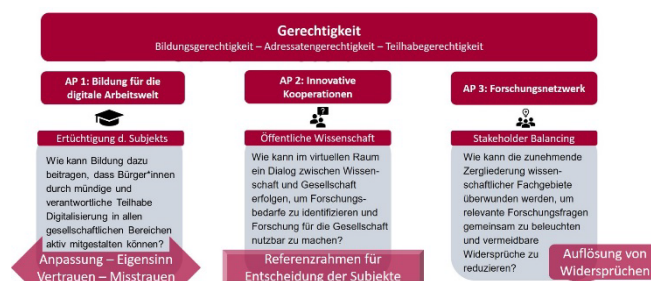 Gerechtigkeit
Bildungsgerechtigkeit – Adressatengerechtigkeit – Teilhabegerechtigkeit
AP 1: Bildung für die
digitale Arbeitswelt
Ertüchtigung d. Subjekts
Wie kann Bildung dazu
beitragen, dass Bürger*innen
durch mündige und
verantwortliche Teilhabe
Digitalisierung in allen
gesellschaftlichen Bereichen
aktiv mitgestalten können?
Anpassung – Eigensinn
Vertrauen – Misstrauen
AP 2: Innovative
Kooperationen
?
Öffentliche Wissenschaft
Wie kann im virtuellen Raum
ein Dialog zwischen Wissen-
schaft und Gesellschaft
erfolgen, um Forschungs-
bedarfe zu identifizieren und
Forschung für die Gesellschaft
nutzbar zu machen?
Referenzrahmen für
Entscheidung der Subjekte
AP 3: Forschungsnetzwerk
Stakeholder Balancing
Wie kann die zunehmende
Zergliederung wissen-
schaftlicher Fachgebiete
überwunden werden, um
relevante Forschungsfragen
gemeinsam zu beleuchten
und vermeidbare
Widersprüche zu
reduzieren?
Auflösung von
Widersprüchen